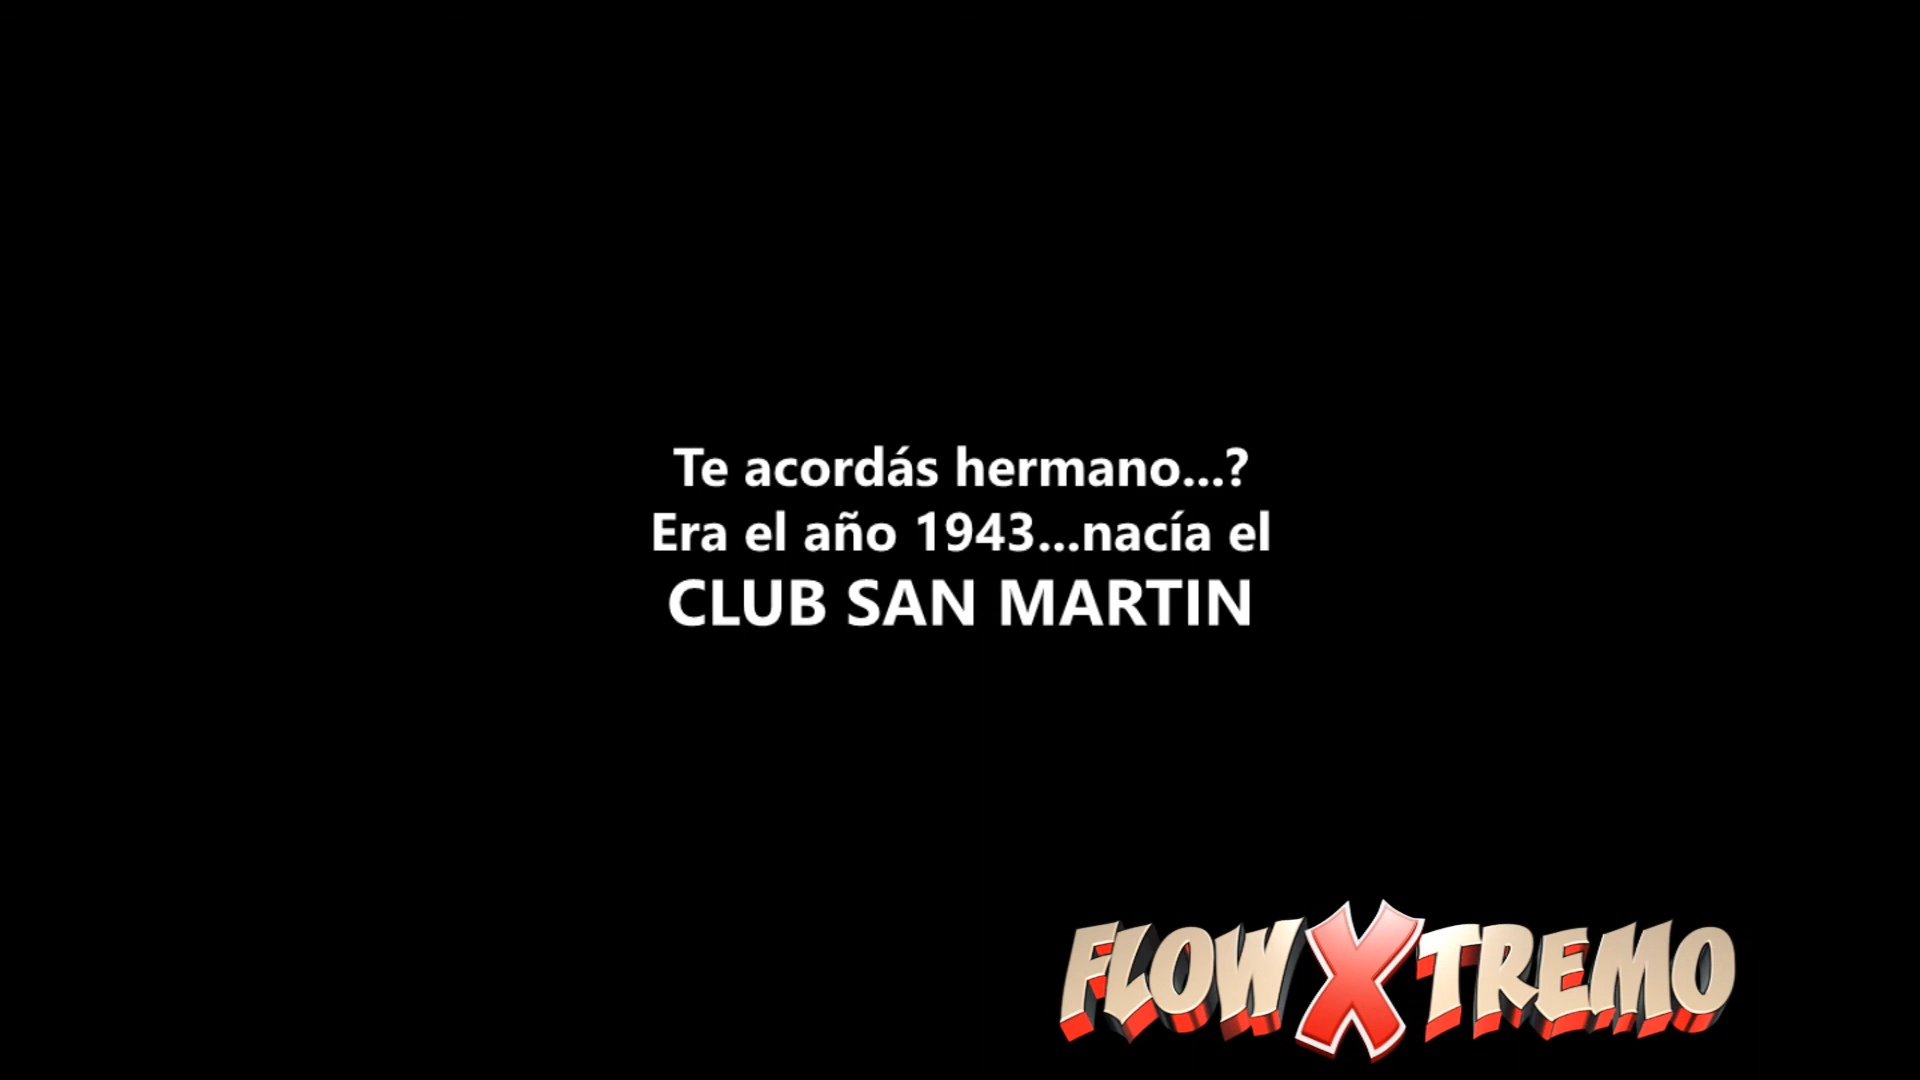 Te acordás hermano...?
Era el año 1943...nacía el
CLUB SAN MARTIN
FLOWXTREMO